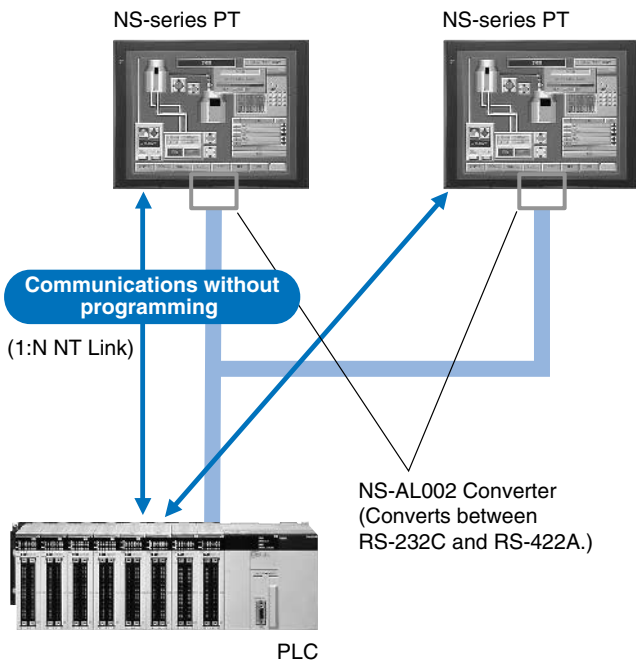 NS-series PT
NS-series PT
Communications without
programming
(1:N NT Link)
NS-AL002 Converter
(Converts between
RS-232C and RS-422A.)
PLC